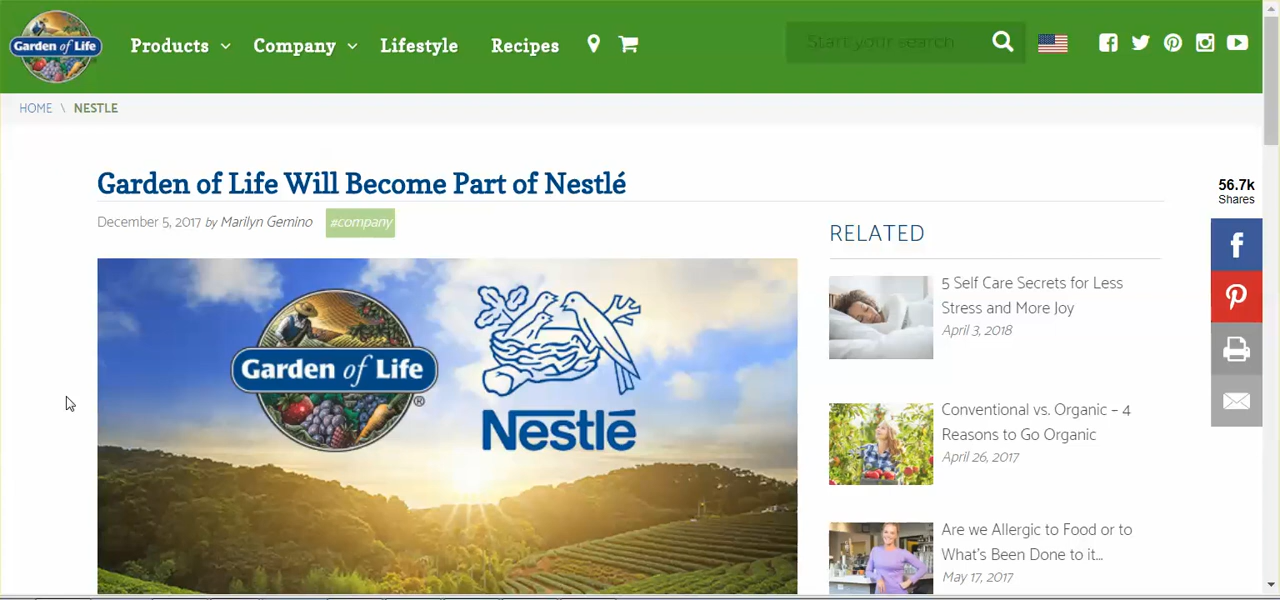 Garden of Life
Products Company Lifestyle Recipes
Start your search
HOME \ NESTLE
Garden of Life Will Become Part of Nestlé
December 5, 2017 by Marilyn Gemino #company
Garden of Life®
Nestlé
RELATED
5 Self Care Secrets for Less
Stress and More Joy
April 3, 2018
Conventional vs. Organic – 4
Reasons to Go Organic
April 26, 2017
Are we Allergic to Food or to
What's Been Done to it...
May 17, 2017
56.7k
Shares